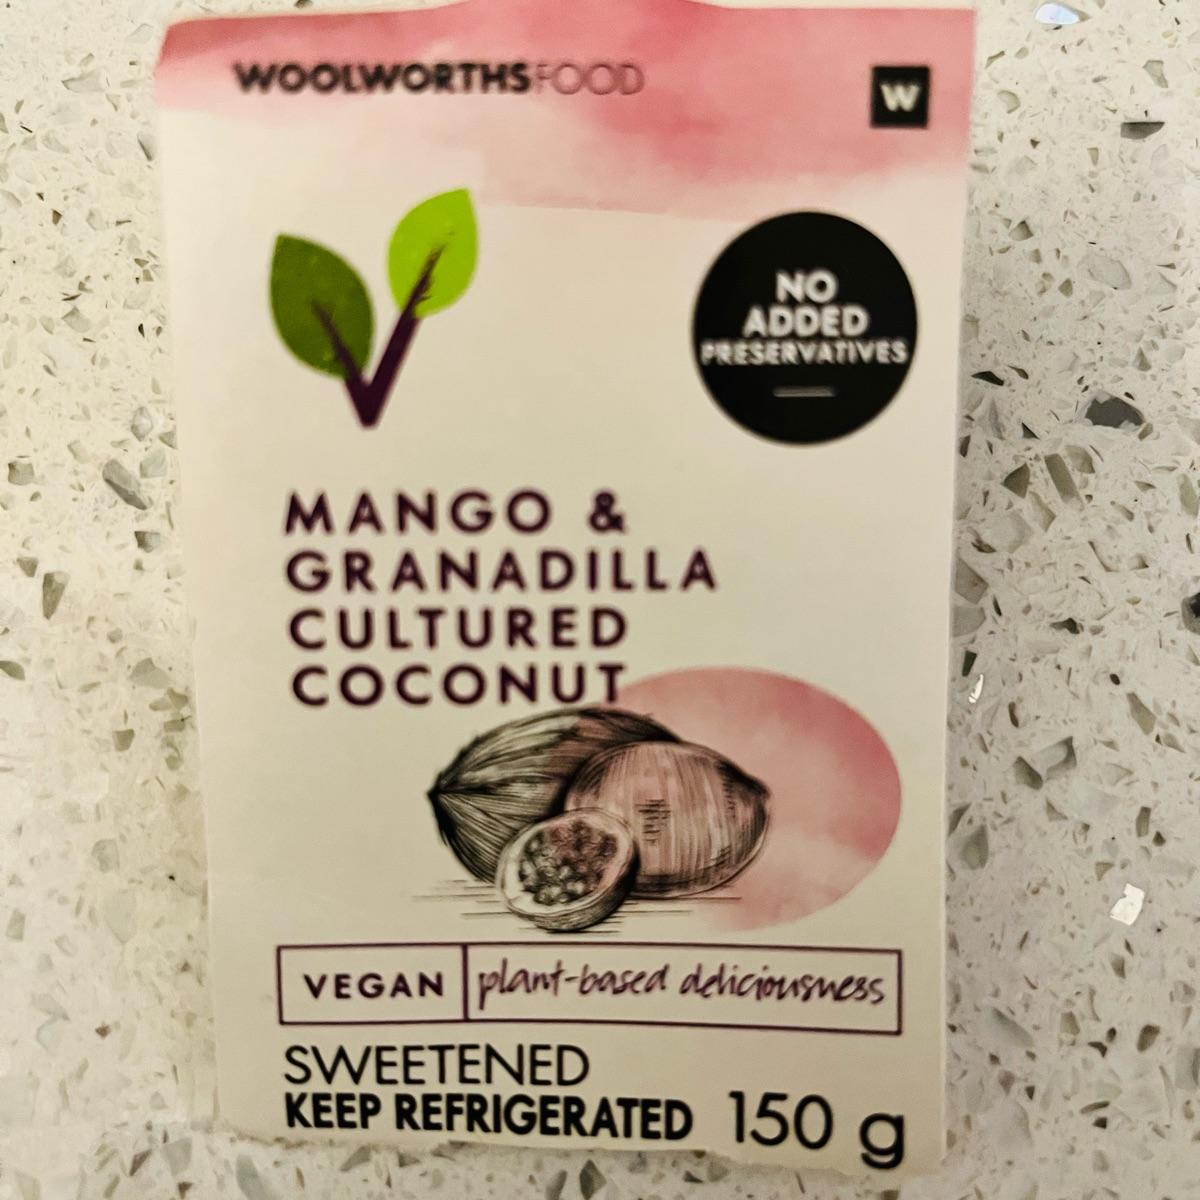 WOOLWORTHSFOOD
W
NO
ADDED
PRESERVATIVES
MANGO &
GRANADILLA
CULTURED
COCONUT
VEGAN plant-based deliciousness
SWEETENED
KEEP REFRIGERATED 150 g